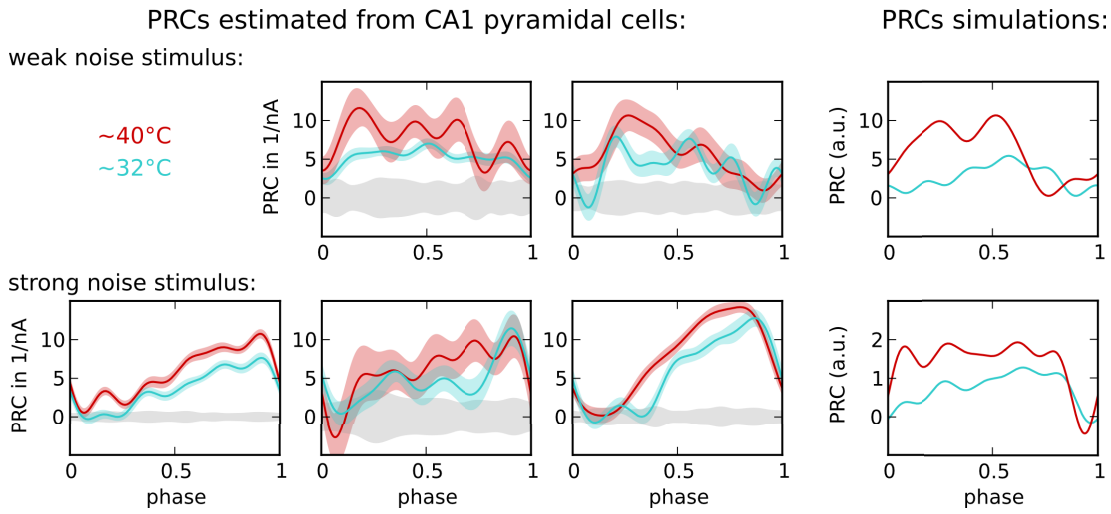 PRCs estimated from CA1 pyramidal cells:
PRCs simulations:
weak noise stimulus:
~40°C
~32°C
PRC in 1/nA
10
5
0
0 0.5 1
0 0.5 1
PRC (a.u.)
10
5
0
0 0.5 1
strong noise stimulus:
PRC in 1/nA
10
5
0
0 0.5 1
phase
0 0.5 1
phase
0 0.5 1
phase
PRC (a.u.)
2
1
0
0 0.5 1
phase